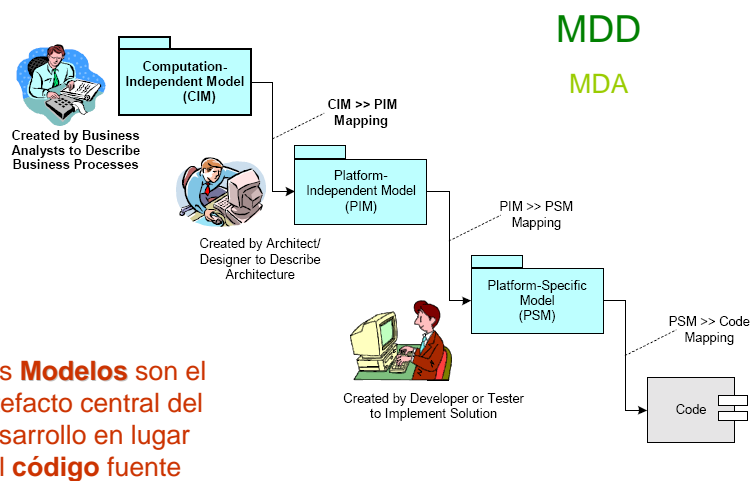 MDD
MDA
Computation-
Independent Model
(CIM)
Created by Business
Analysts to Describe
Business Processes
CIM >> PIM
Mapping
Platform-
Independent Model
(PIM)
Created by Architect/
Designer to Describe
Architecture
PIM >> PSM
Mapping
Platform-Specific
Model
(PSM)
Created by Developer or Tester
to Implement Solution
PSM >> Code
Mapping
Code
s Modelos son el
efacto central del
sarrollo en lugar
l código fuente